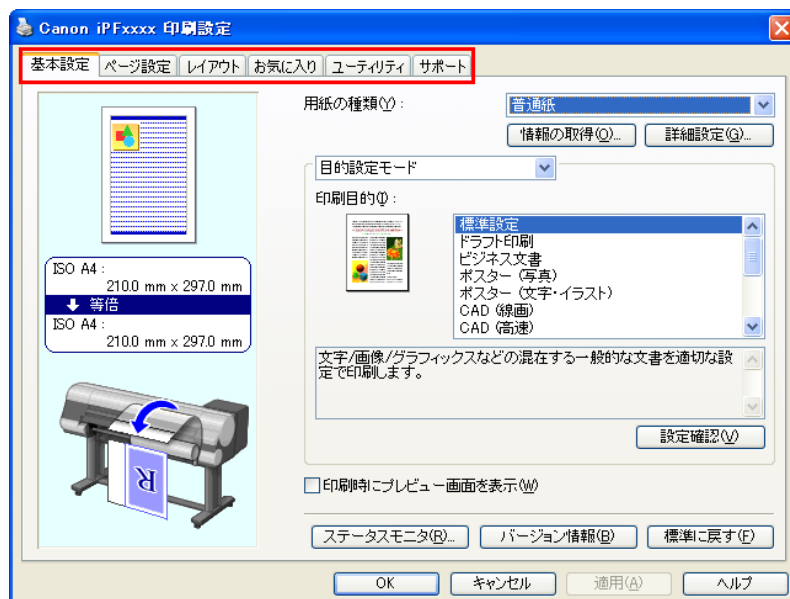 Canon iPFxxxx 印刷設定
基本設定 ページ設定 レイアウト お気に入り ユーティリティ サポート
用紙の種類(Y):
普通紙
情報の取得(O)... 詳細設定(G)...
目的設定モード
印刷目的(I):
標準設定
ドラフト印刷
ビジネス文書
ポスター (写真)
ポスター (文字・イラスト)
CAD (線画)
CAD (高速)
ISO A4 :
210.0 mm x 297.0 mm
等倍
ISO A4 :
210.0 mm x 297.0 mm
文字/画像/グラフィックスなどの混在する一般的な文書を適切な設
定で印刷します。
設定確認(V)
R
印刷時にプレビュー画面を表示(W)
ステータスモニタ(R)... バージョン情報(B) 標準に戻す(F)
OK キャンセル 適用(A) ヘルプ